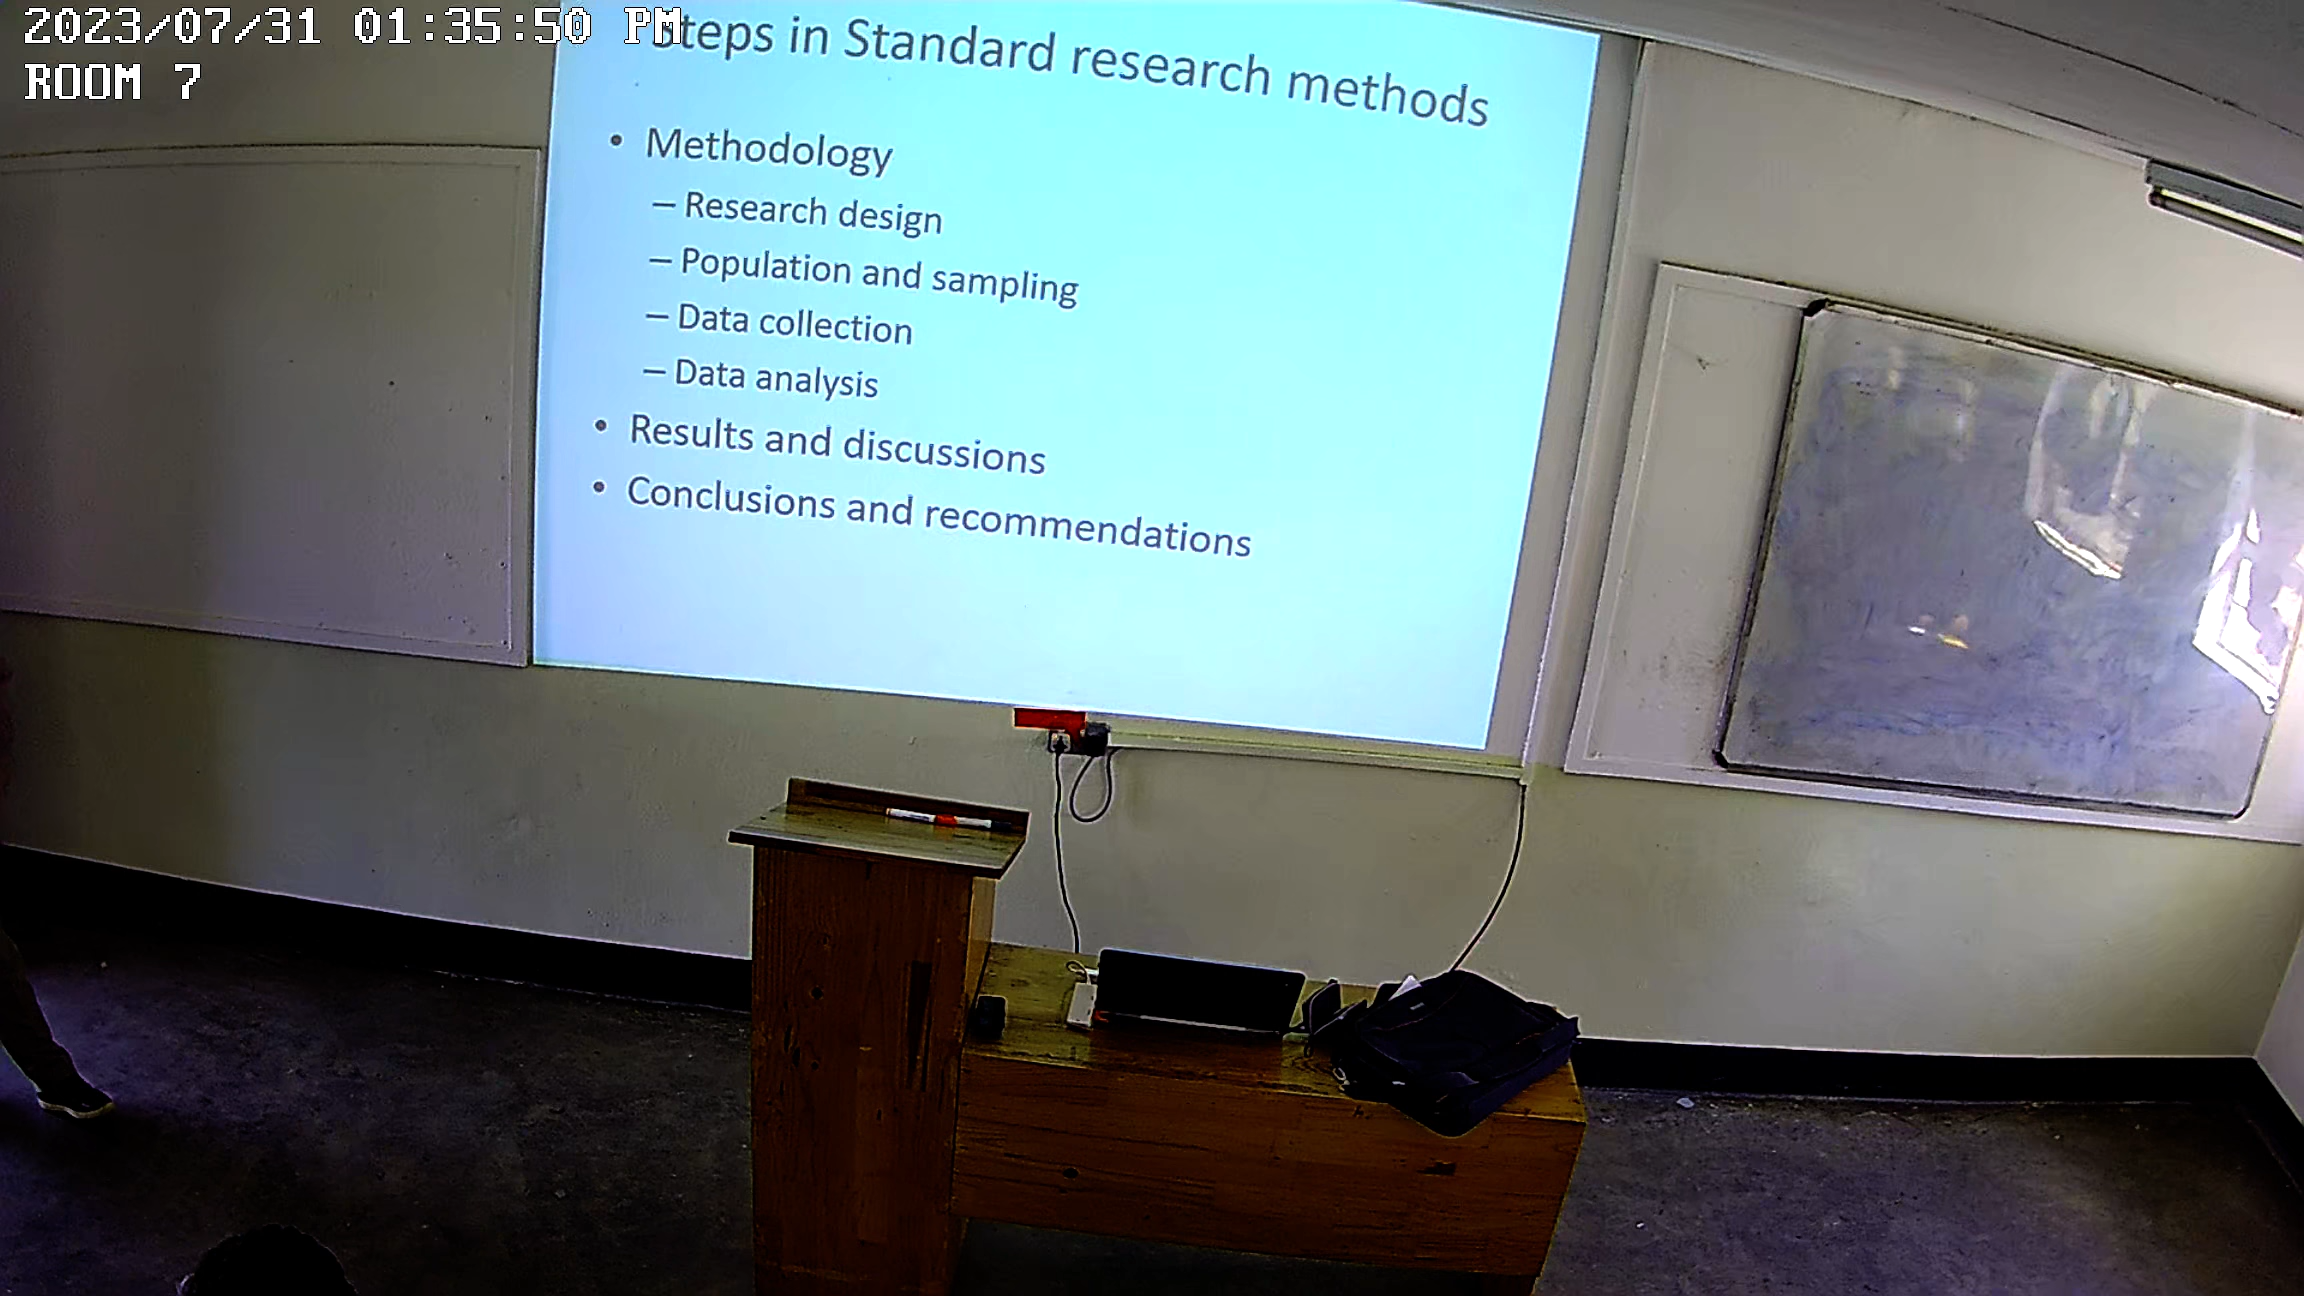 2023/07/31 01:35:50 PM
ROOM 7
Steps in Standard research methods
• Methodology
– Research design
– Population and sampling
– Data collection
– Data analysis
• Results and discussions
• Conclusions and recommendations